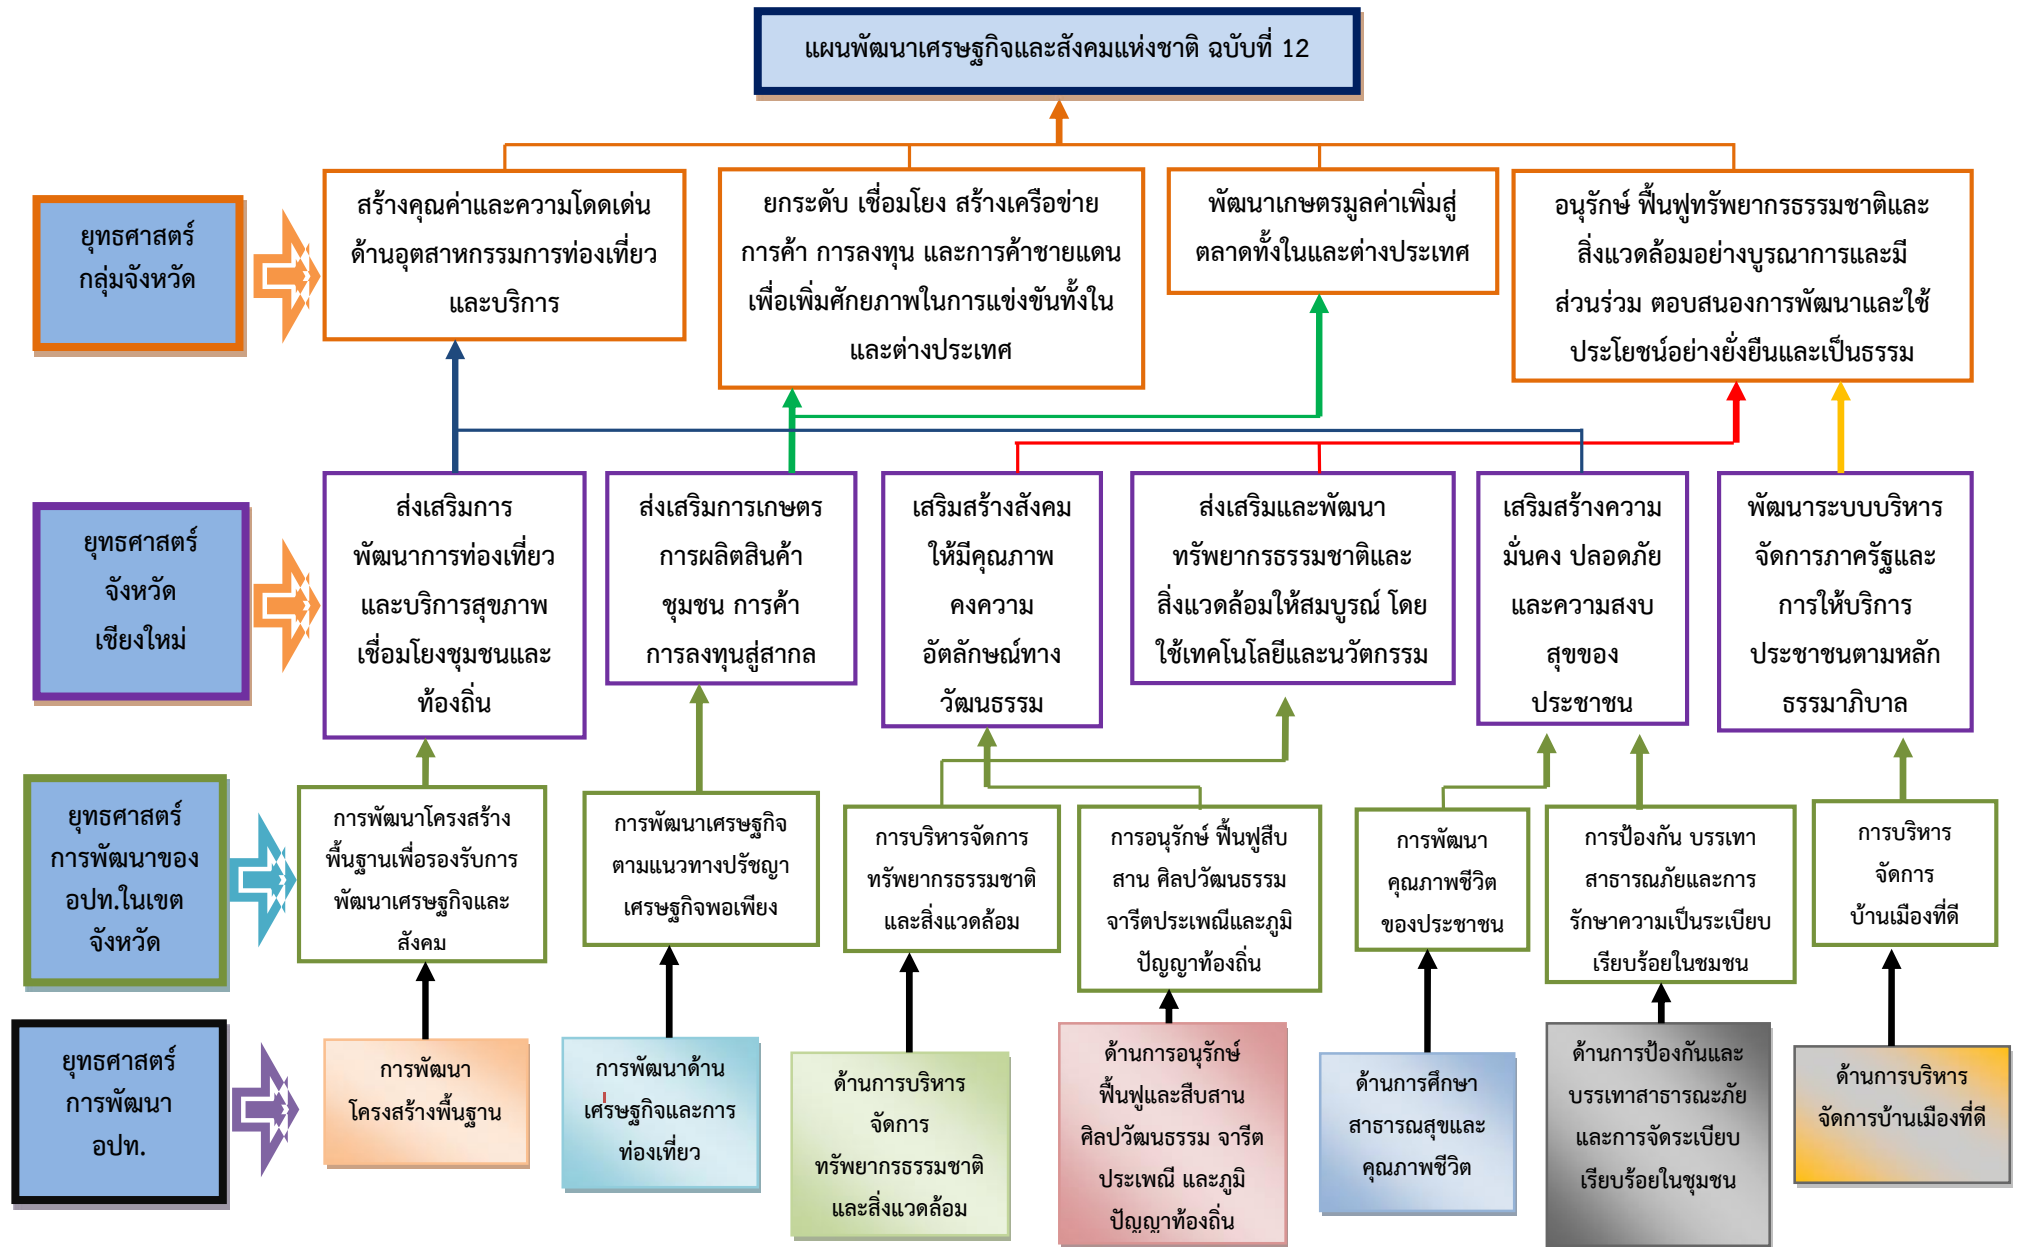 แผนพัฒนาเศรษฐกิจและสังคมแห่งชาติ ฉบับที่ 12
ยุทธศาสตร์
กลุ่มจังหวัด
สร้างคุณค่าและความโดดเด่น
ด้านอุตสาหกรรมการท่องเที่ยว
และบริการ
ยกระดับ เชื่อมโยง สร้างเครือข่าย
การค้า การลงทุน และการค้าชายแดน
เพื่อเพิ่มศักยภาพในการแข่งขันทั้งใน
และต่างประเทศ
พัฒนาเกษตรมูลค่าเพิ่มสู่
ตลาดทั้งในและต่างประเทศ
อนุรักษ์ ฟื้นฟูทรัพยากรธรรมชาติและ
สิ่งแวดล้อมอย่างบูรณาการและมี
ส่วนร่วม ตอบสนองการพัฒนาและใช้
ประโยชน์อย่างยั่งยืนและเป็นธรรม
ยุทธศาสตร์
จังหวัด
เชียงใหม่
ส่งเสริมการ
พัฒนาการท่องเที่ยว
และบริการสุขภาพ
เชื่อมโยงชุมชนและ
ท้องถิ่น
ส่งเสริมการเกษตร
การผลิตสินค้า
ชุมชน การค้า
การลงทุนสู่สากล
เสริมสร้างสังคม
ให้มีคุณภาพ
คงความ
อัตลักษณ์ทาง
วัฒนธรรม
ส่งเสริมและพัฒนา
ทรัพยากรธรรมชาติและ
สิ่งแวดล้อมให้สมบูรณ์ โดย
ใช้เทคโนโลยีและนวัตกรรม
เสริมสร้างความ
มั่นคง ปลอดภัย
และความสงบ
สุขของ
ประชาชน
พัฒนาระบบบริหาร
จัดการภาครัฐและ
การให้บริการ
ประชาชนตามหลัก
ธรรมาภิบาล
ยุทธศาสตร์
การพัฒนาของ
อปท.ในเขต
จังหวัด
การพัฒนาโครงสร้าง
พื้นฐานเพื่อรองรับการ
พัฒนาเศรษฐกิจและ
สังคม
การพัฒนาเศรษฐกิจ
ตามแนวทางปรัชญา
เศรษฐกิจพอเพียง
การบริหารจัดการ
ทรัพยากรธรรมชาติ
และสิ่งแวดล้อม
การอนุรักษ์ ฟื้นฟูสืบ
สาน ศิลปวัฒนธรรม
จารีตประเพณีและภูมิ
ปัญญาท้องถิ่น
การพัฒนา
คุณภาพชีวิต
ของประชาชน
การป้องกัน บรรเทา
สาธารณภัยและการ
รักษาความเป็นระเบียบ
เรียบร้อยในชุมชน
การบริหาร
จัดการ
บ้านเมืองที่ดี
ยุทธศาสตร์
การพัฒนา
อปท.
การพัฒนา
โครงสร้างพื้นฐาน
การพัฒนาด้าน
เศรษฐกิจและการ
ท่องเที่ยว
ด้านการบริหาร
จัดการ
ทรัพยากรธรรมชาติ
และสิ่งแวดล้อม
ด้านการอนุรักษ์
ฟื้นฟูและสืบสาน
ศิลปวัฒนธรรม จารีต
ประเพณี และภูมิ
ปัญญาท้องถิ่น
ด้านการศึกษา
สาธารณสุขและ
คุณภาพชีวิต
ด้านการป้องกันและ
บรรเทาสาธารณะภัย
และการจัดระเบียบ
เรียบร้อยในชุมชน
ด้านการบริหาร
จัดการบ้านเมืองที่ดี